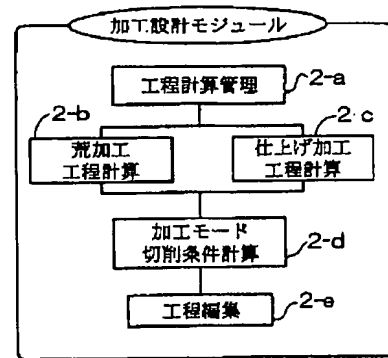 加工設計モジュール
工程計算管理
2-a
2-b
荒加工
工程計算
2-c
仕上げ加工
工程計算
加工モード
切削条件計算
2-d
工程編集
2-e